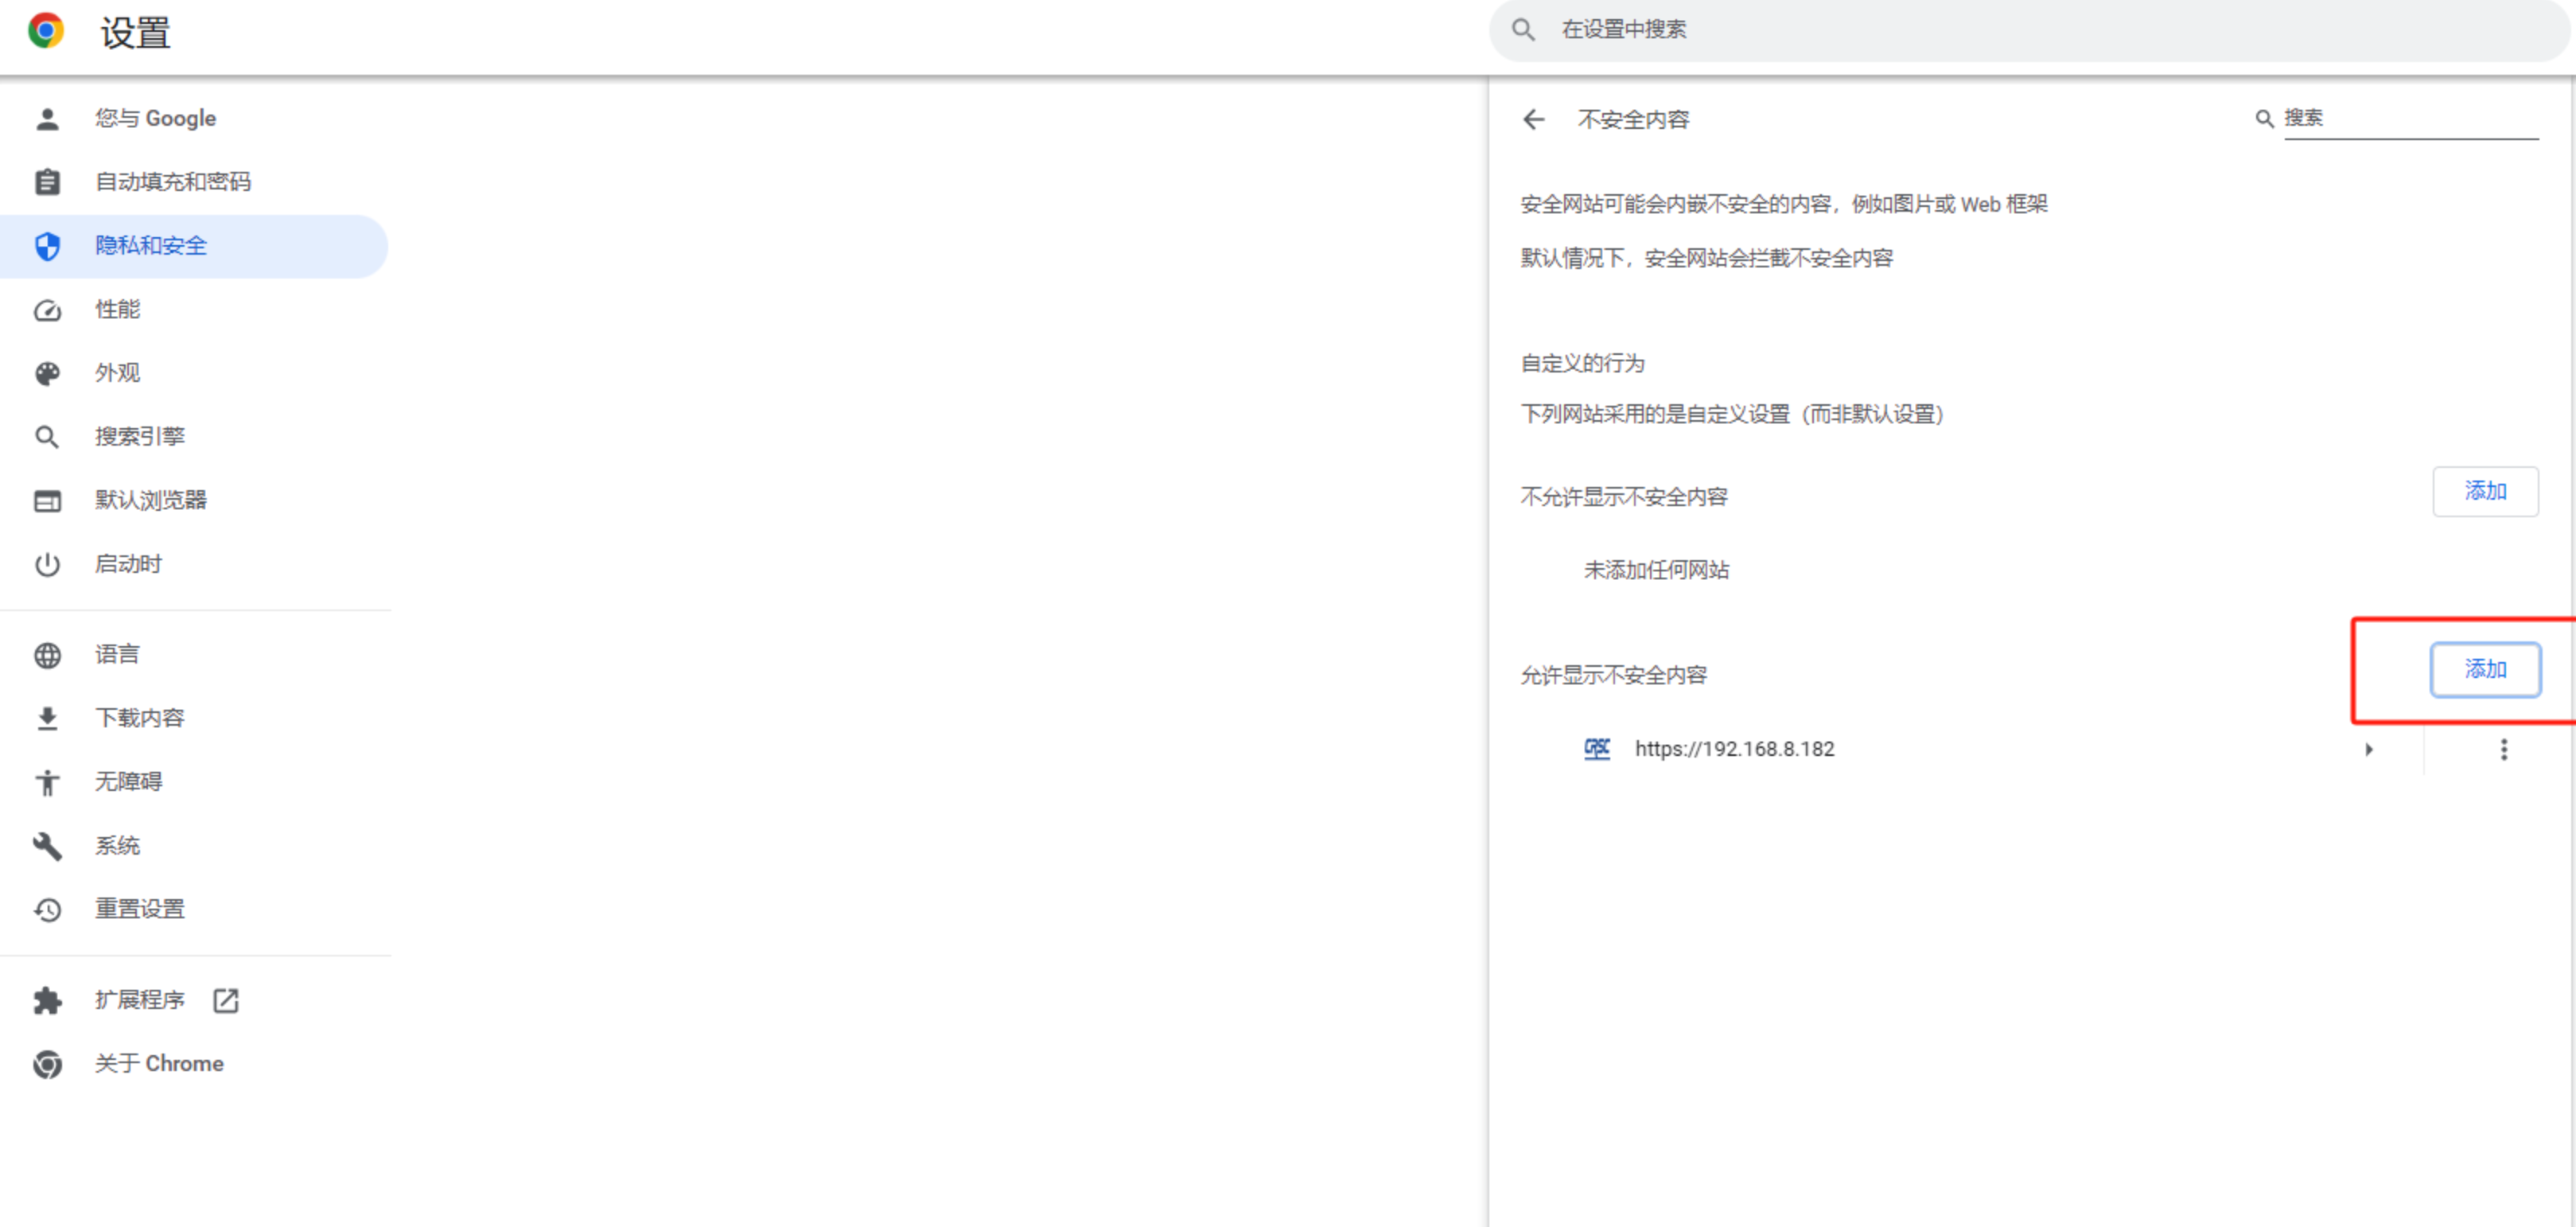 设置
在设置中搜索
您与 Google
自动填充和密码
隐私和安全
性能
外观
搜索引擎
默认浏览器
启动时
语言
下载内容
无障碍
系统
重置设置
扩展程序
关于 Chrome
不安全内容
搜索
安全网站可能会内嵌不安全的内容，例如图片或 Web 框架
默认情况下，安全网站会拦截不安全内容
自定义的行为
下列网站采用的是自定义设置（而非默认设置）
不允许显示不安全内容
添加
未添加任何网站
允许显示不安全内容
添加
CRSC
https://192.168.8.182